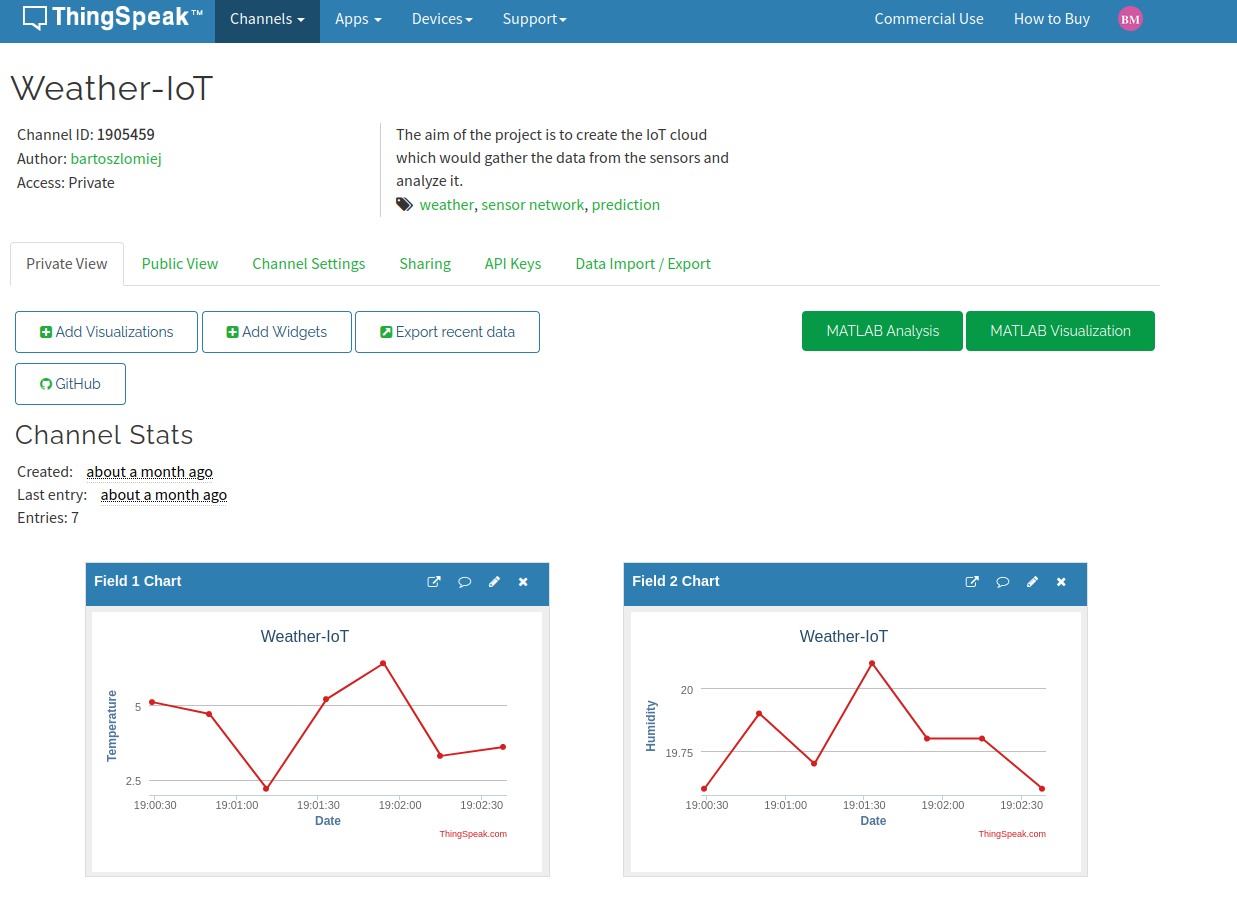 ThingSpeak™ Channels Apps Devices Support Commercial Use How to Buy BM
Weather-IoT
Channel ID: 1905459
Author: bartoszlomiej
Access: Private
The aim of the project is to create the IoT cloud
which would gather the data from the sensors and
analyze it.
weather, sensor network, prediction
Private View Public View Channel Settings Sharing API Keys Data Import / Export
Add Visualizations Add Widgets Export recent data MATLAB Analysis MATLAB Visualization
GitHub
Channel Stats
Created: about a month ago
Last entry: about a month ago
Entries: 7
Field 1 Chart
Weather-IoT
Temperature
5
2.5
19:00:30 19:01:00 19:01:30 19:02:00 19:02:30
Date
ThingSpeak.com
Field 2 Chart
Weather-IoT
Humidity
20
19.75
19:00:30 19:01:00 19:01:30 19:02:00 19:02:30
Date
ThingSpeak.com